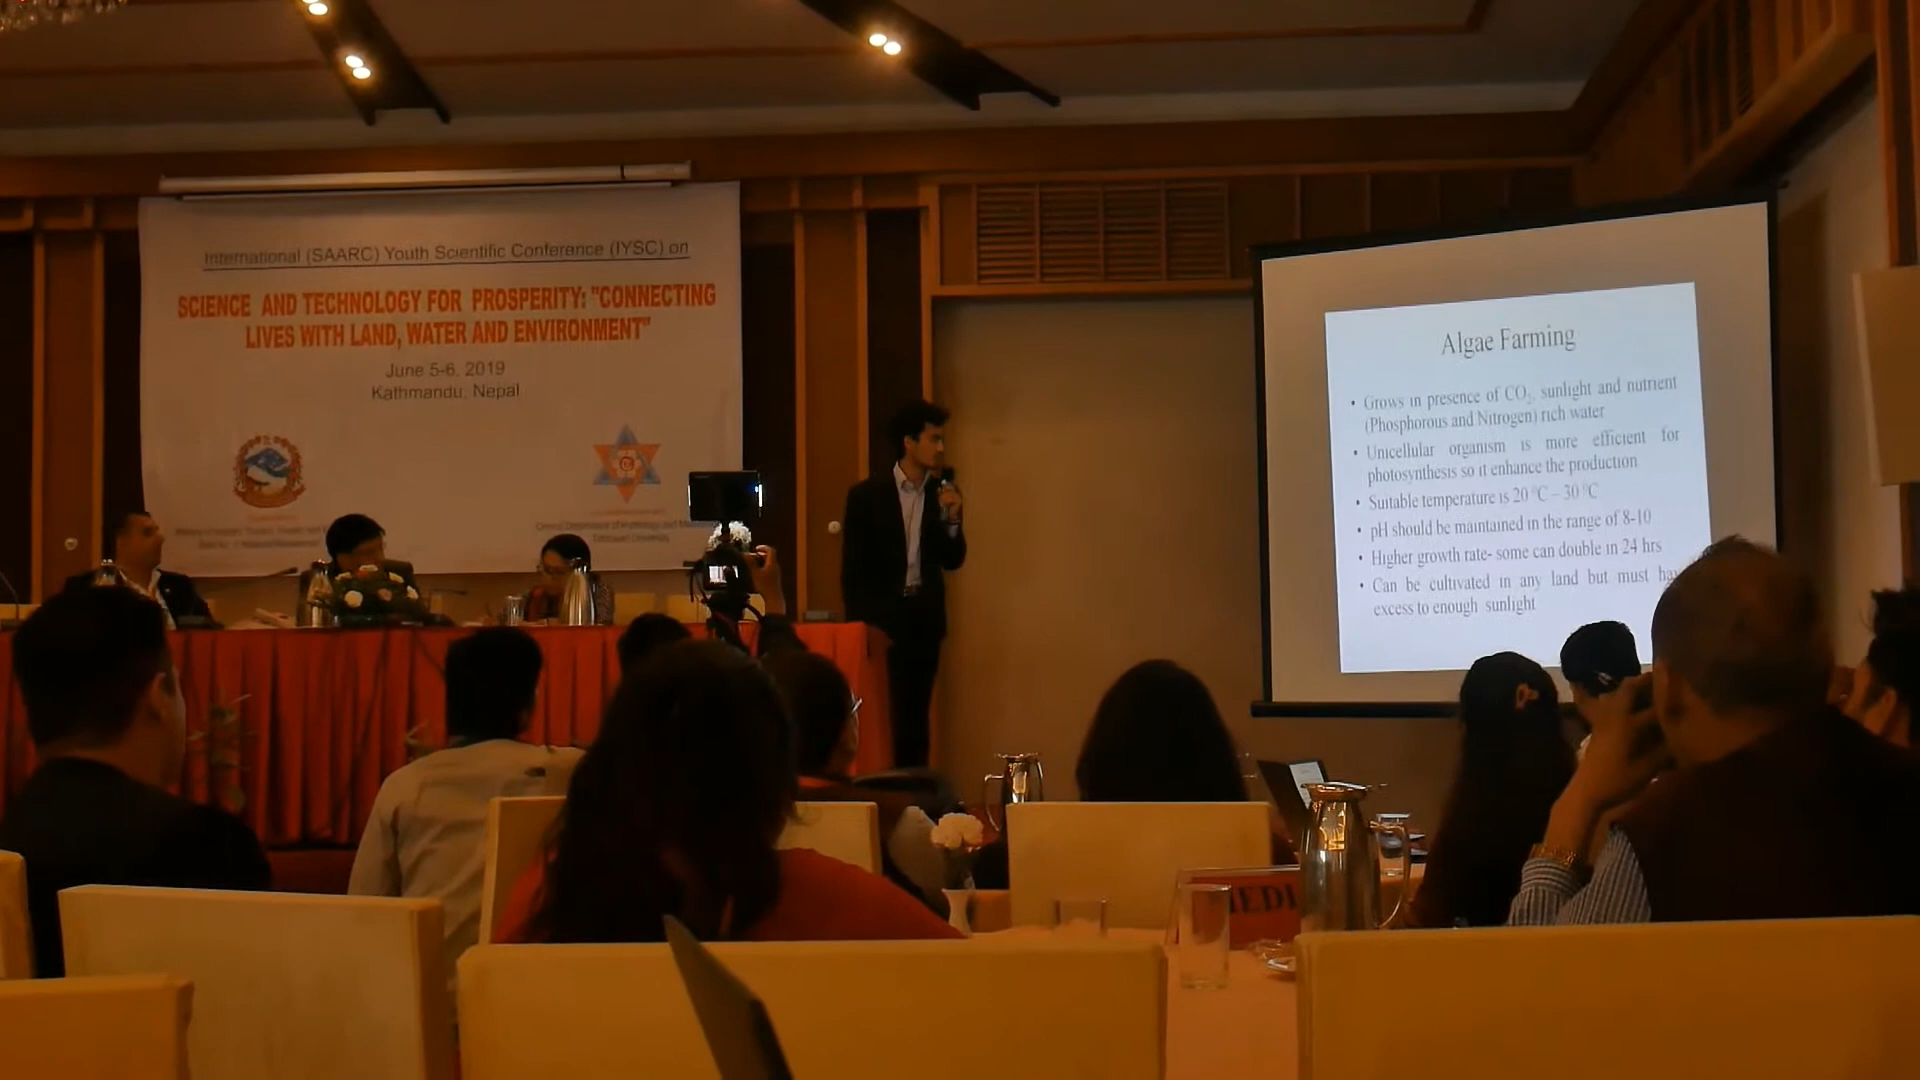 International (SAARC) Youth Scientific Conference (IYSC) on
SCIENCE AND TECHNOLOGY FOR PROSPERITY: "CONNECTING
LIVES WITH LAND, WATER AND ENVIRONMENT"
June 5-6, 2019
Kathmandu, Nepal
Tribhuwan University
Algae Farming
• Grows in presence of CO₂, sunlight and nutrient
(Phosphorous and Nitrogen) rich water
• Unicellular organism is more efficient for
photosynthesis so it enhance the production
• Suitable temperature is 20 °C – 30 °C
• pH should be maintained in the range of 8-10
• Higher growth rate- some can double in 24 hrs
• Can be cultivated in any land but must
excess to enough sunlight